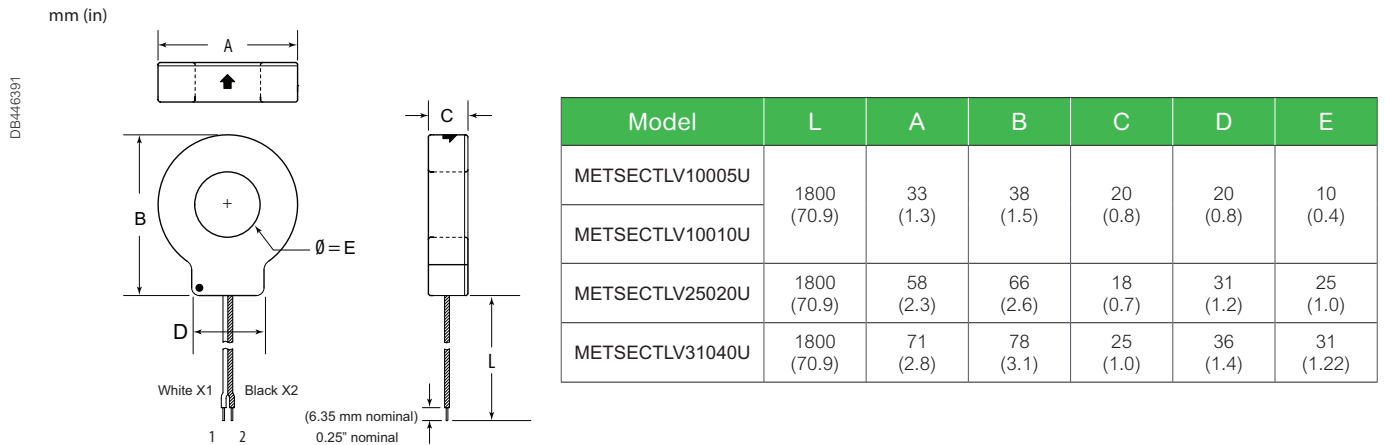 mm (in)
DB446391
A
C
B
Ø = E
D
L
White X1 Black X2
1 2
(6.35 mm nominal)
0.25" nominal
Model L A B C D E
METSECTLV10005U
METSECTLV10010U
1800 33 38 20 20 10
(70.9) (1.3) (1.5) (0.8) (0.8) (0.4)
METSECTLV25020U 1800 58 66 18 31 25
(70.9) (2.3) (2.6) (0.7) (1.2) (1.0)
METSECTLV31040U 1800 71 78 25 36 31
(70.9) (2.8) (3.1) (1.0) (1.4) (1.22)